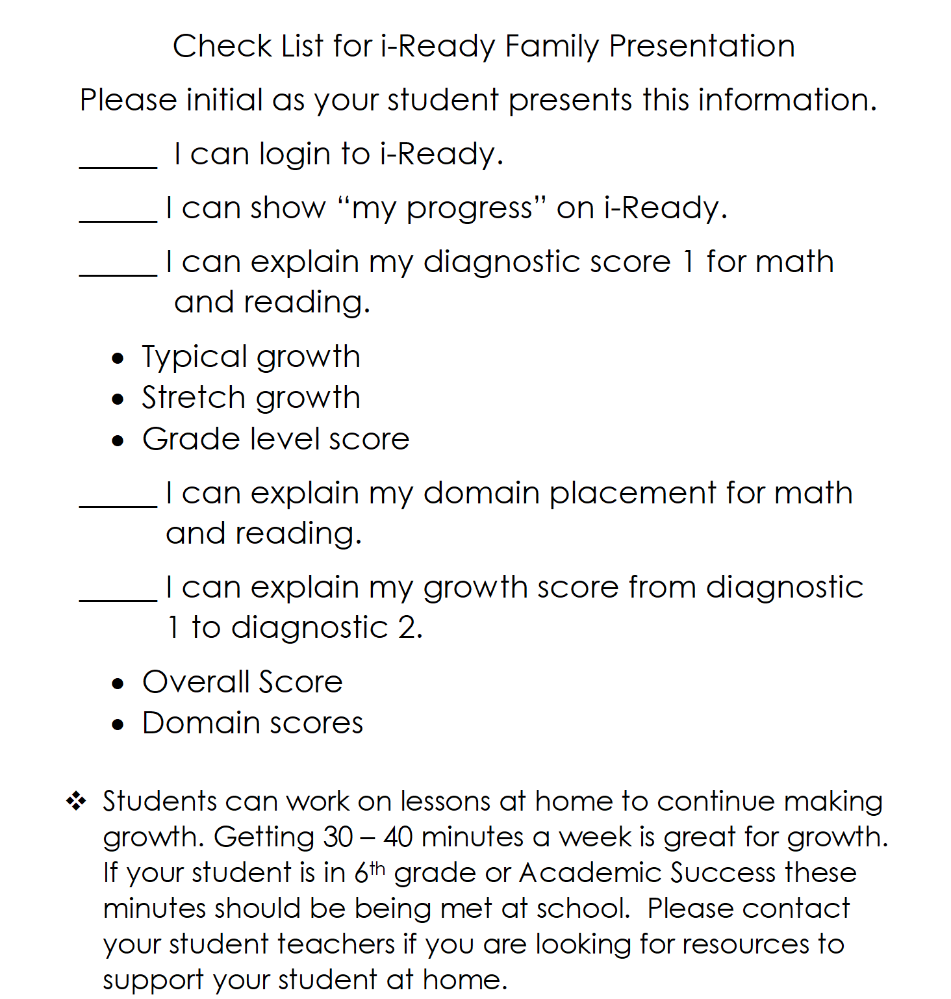 Check List for i-Ready Family Presentation
Please initial as your student presents this information.
_____ I can login to i-Ready.
_____ I can show “my progress” on i-Ready.
_____ I can explain my diagnostic score 1 for math
and reading.
• Typical growth
• Stretch growth
• Grade level score
_____ I can explain my domain placement for math
and reading.
_____ I can explain my growth score from diagnostic
1 to diagnostic 2.
• Overall Score
• Domain scores
❖ Students can work on lessons at home to continue making
growth. Getting 30 – 40 minutes a week is great for growth.
If your student is in 6th grade or Academic Success these
minutes should be being met at school.  Please contact
your student teachers if you are looking for resources to
support your student at home.